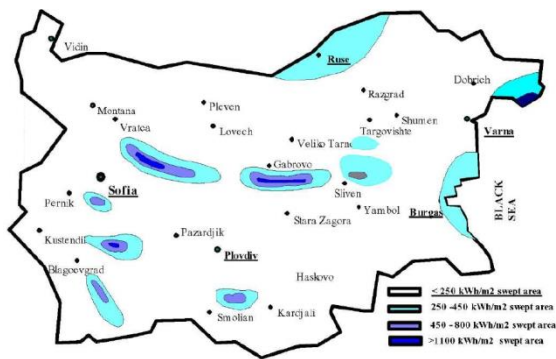 Vidin
Ruse
Dobrich
Razgrad
Montana
Pleven
Vratca
Lovech
Shumen
Targovishte
Varna
Veliko Tarno
Gabrovo
Sofia
Sliven
Pernik
Yambol
Burgas
BLACK SEA
Stara Zagora
Kustendil
Pazardjik
Plovdiv
Blagoevgrad
Haskovo
Smolian
Kardjali
< 250 kWh/m2 swept area
250 -450 kWh/m2 swept area
450 - 800 kWh/m2 swept area
>1100 kWh/m2 swept area